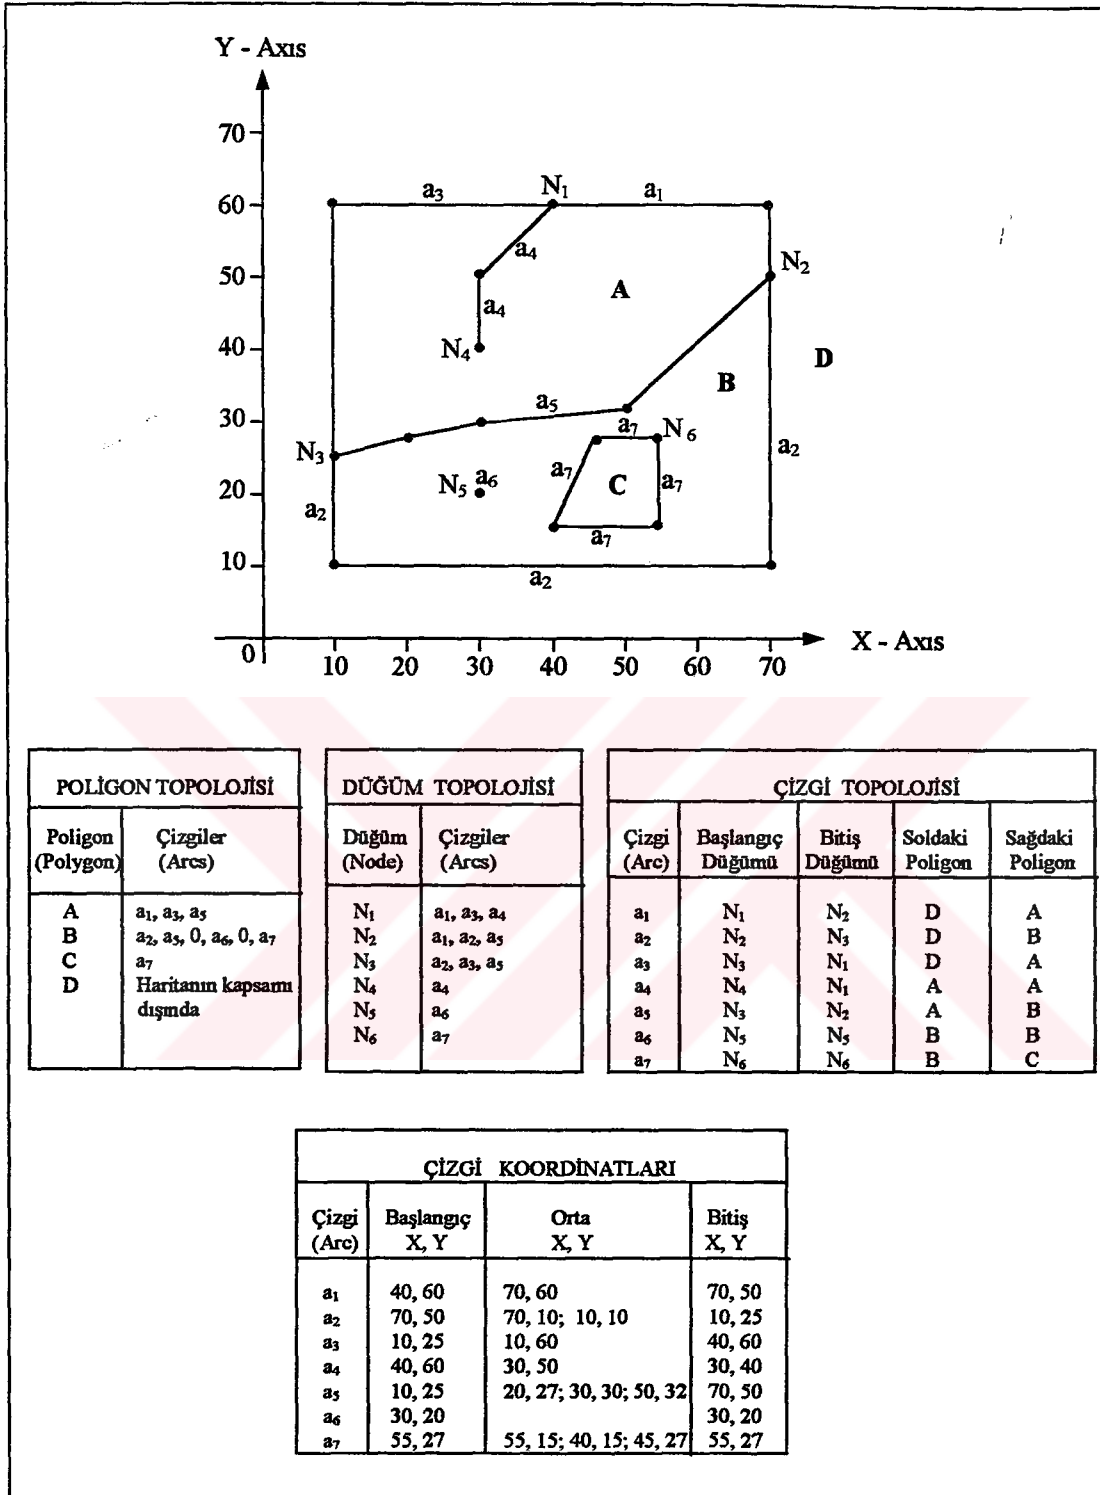 Y - Axıs
70
60
50
40
30
20
10
0
a3
N1
a1
a4
N2
A
a4
N4
D
B
a5
a7
N6
N3
a2
a7
a6
N5
C
a7
a2
a7
a2
10 20 30 40 50 60 70
X - Axıs
POLİGON TOPOLOJİSİ
Poligon Çizgiler
(Polygon) (Arcs)
A a1, a3, a5
B a2, a5, 0, a6, 0, a7
C a7
D Haritanın kapsamı
dışında
DÜĞÜM TOPOLOJİSİ
Düğüm Çizgiler
(Node) (Arcs)
N1 a1, a3, a4
N2 a1, a2, a5
N3 a2, a3, a5
N4 a4
N5 a6
N6 a7
ÇİZGİ TOPOLOJİSİ
Çizgi Başlangıç Bitiş Soldaki Sağdaki
(Arc) Düğümü Düğümü Poligon Poligon
a1 N1 N2 D A
a2 N2 N3 D B
a3 N3 N1 D A
a4 N4 N1 A A
a5 N3 N2 A B
a6 N5 N5 B B
a7 N6 N6 B C
ÇİZGİ KOORDİNATLARI
Çizgi Başlangıç Orta Bitiş
(Arc) X, Y X, Y X, Y
a1 40, 60 70, 60 70, 50
a2 70, 50 70, 10; 10, 10 10, 25
a3 10, 25 10, 60 40, 60
a4 40, 60 30, 50 30, 40
a5 10, 25 20, 27; 30, 30; 50, 32 70, 50
a6 30, 20 30, 20
a7 55, 27 55, 15; 40, 15; 45, 27 55, 27